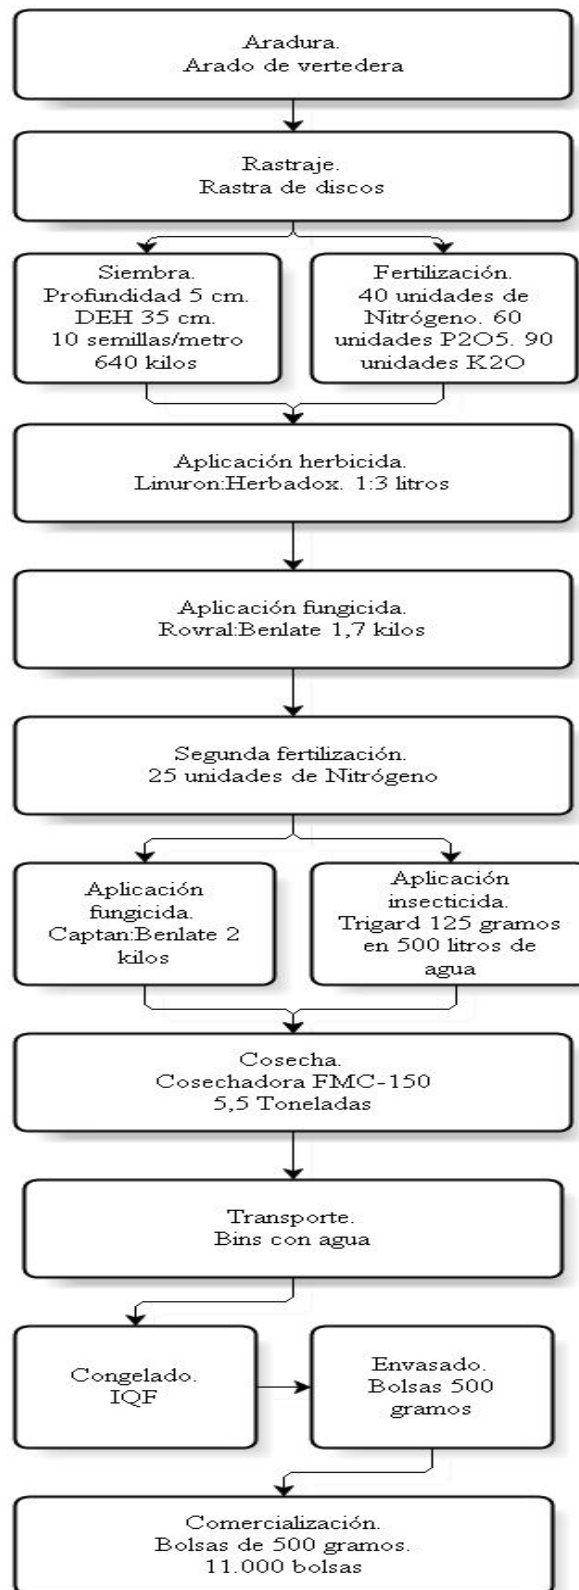 Aradura.
Arado de vertedera
Rastraje.
Rastra de discos
Siembra.
Profundidad 5 cm.
DEH 35 cm.
10 semillas/metro
640 kilos
Fertilización.
40 unidades de
Nitrógeno. 60
unidades P2O5. 90
unidades K2O
Aplicación herbicida.
Linuron:Herbadox. 1:3 litros
Aplicación fungicida.
Rovral:Benlate 1,7 kilos
Segunda fertilización.
25 unidades de Nitrógeno
Aplicación
fungicida.
Captan:Benlate 2
kilos
Aplicación
insecticida.
Trigard 125 gramos
en 500 litros de
agua
Cosecha.
Cosechadora FMC-150
5,5 Toneladas
Transporte.
Bins con agua
Congelado.
IQF
Envasado.
Bolsas 500
gramos
Comercialización.
Bolsas de 500 gramos.
11.000 bolsas